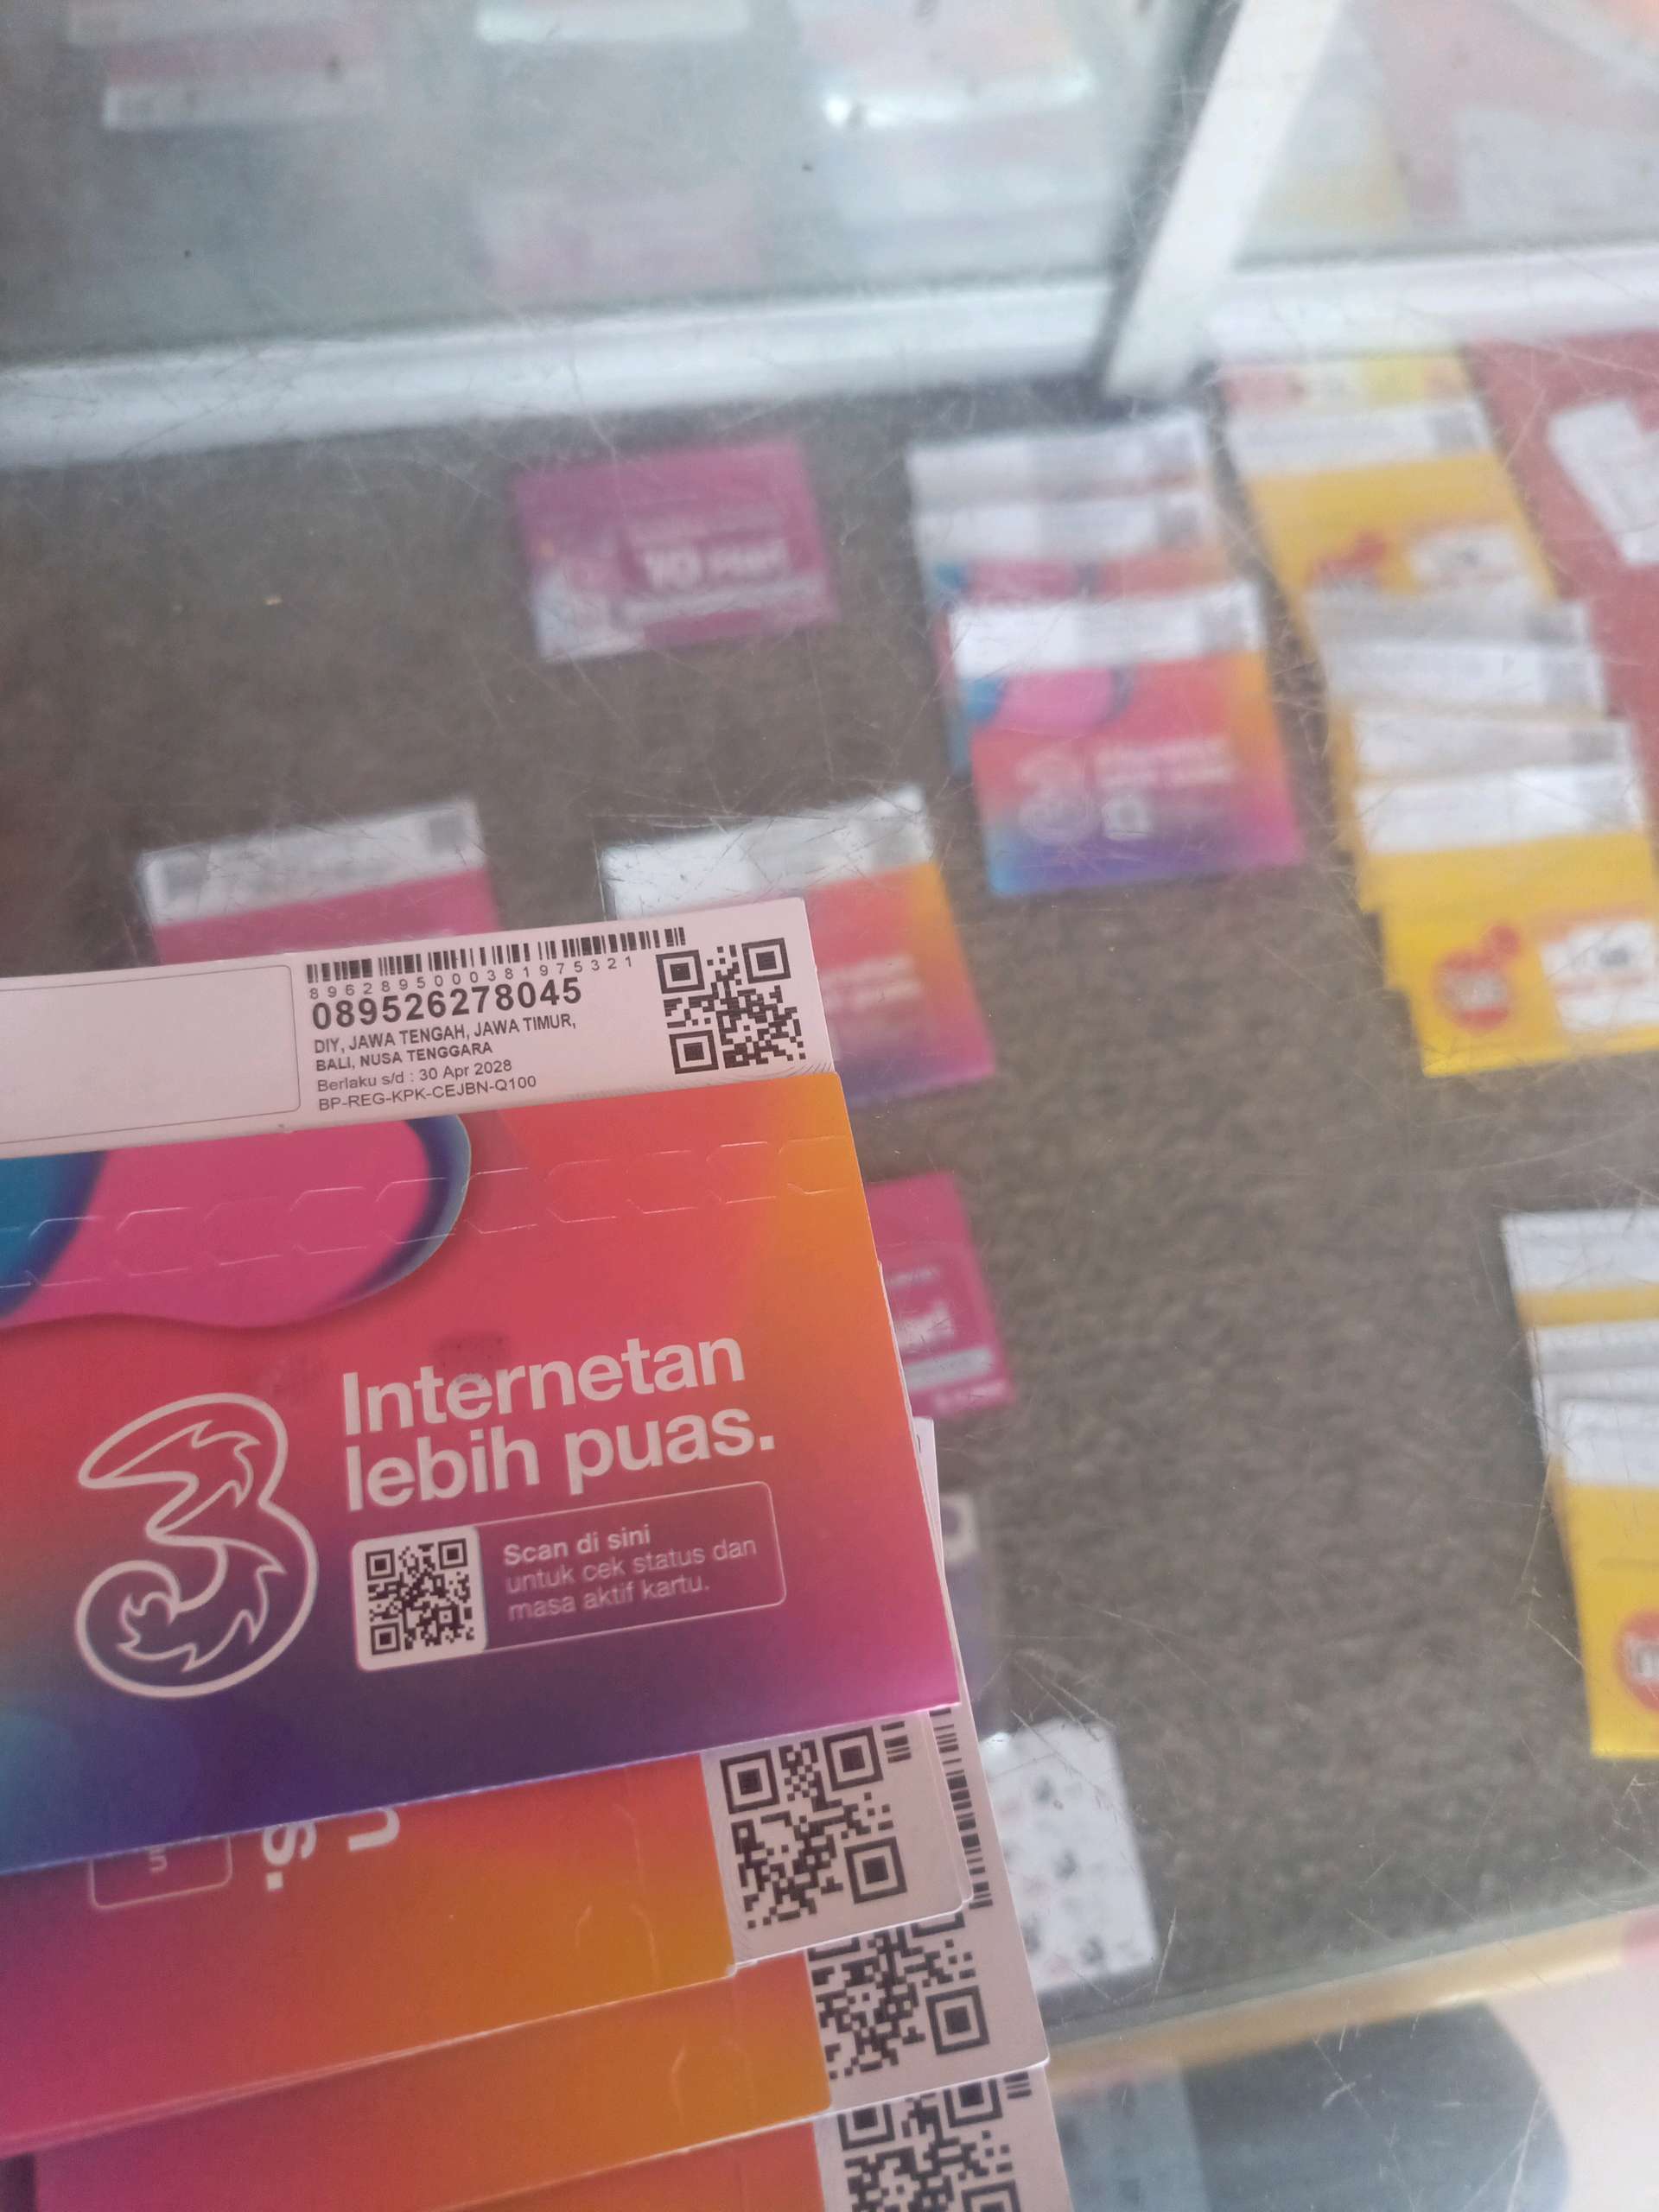 8962895000381975321
089526278045
DIY, JAWA TENGAH, JAWA TIMUR,
BALI, NUSA TENGGARA
Berlaku s/d : 30 Apr 2028
BP-REG-KPK-CEJBN-Q100
3
Internetan
lebih puas.
Scan di sini
untuk cek status dan
masa aktif kartu.